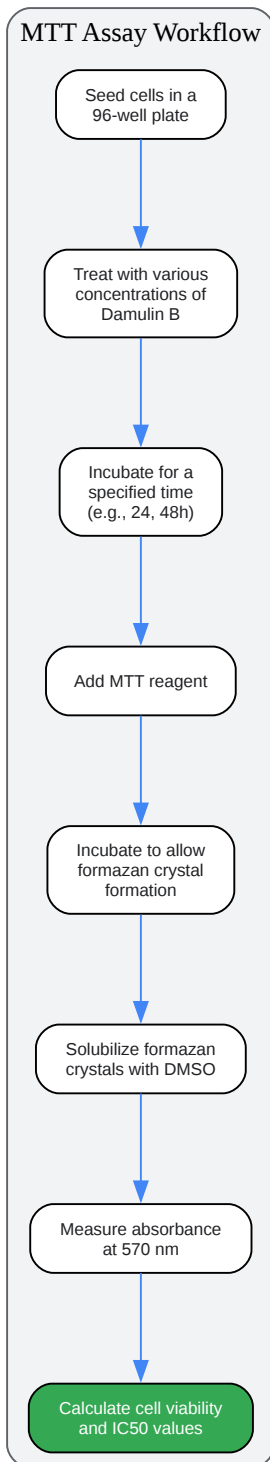 MTT Assay Workflow
Seed cells in a
96-well plate
Treat with various
concentrations of
Damulin B
Incubate for a
specified time
(e.g., 24, 48h)
Add MTT reagent
Incubate to allow
formazan crystal
formation
Solubilize formazan
crystals with DMSO
Measure absorbance
at 570 nm
Calculate cell viability
and IC50 values